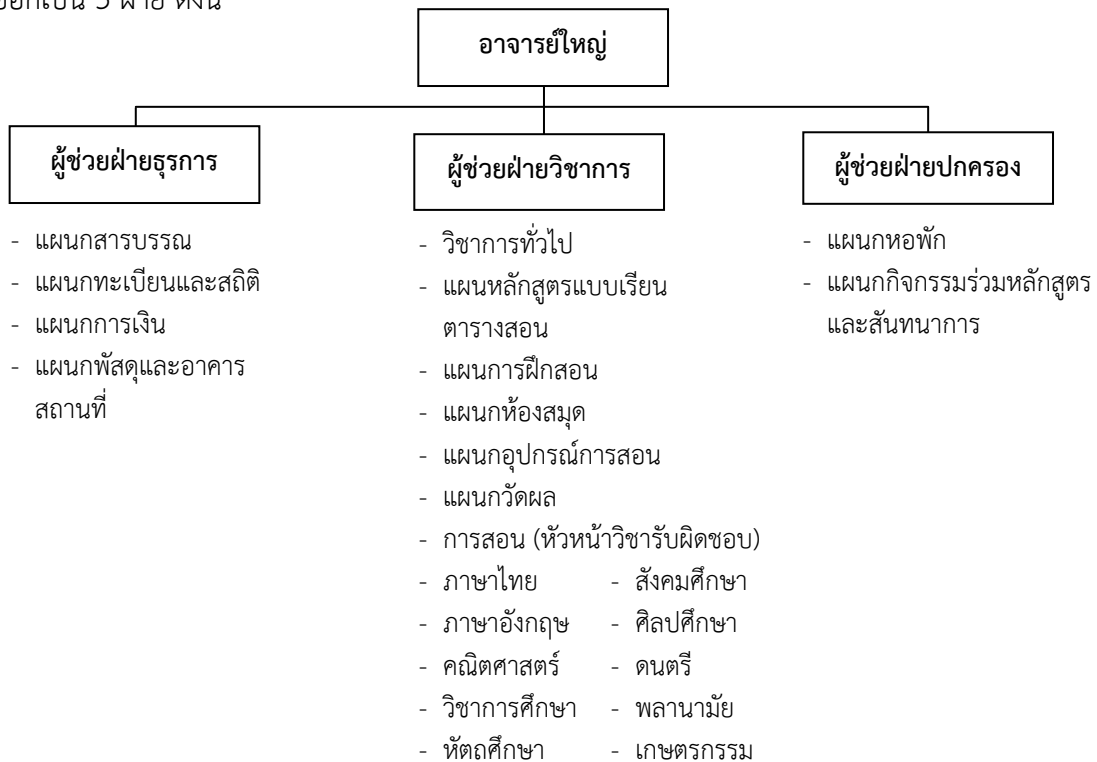 อาจารย์ใหญ่
ผู้ช่วยฝ่ายธุรการ
- แผนกสารบรรณ
- แผนกทะเบียนและสถิติ
- แผนกการเงิน
- แผนกพัสดุและอาคาร
สถานที่
ผู้ช่วยฝ่ายวิชาการ
- วิชาการทั่วไป
- แผนหลักสูตรแบบเรียน
ตารางสอน
- แผนการฝึกสอน
- แผนกห้องสมุด
- แผนกอุปกรณ์การสอน
- แผนกวัดผล
- การสอน (หัวหน้าวิชารับผิดชอบ)
- ภาษาไทย - สังคมศึกษา
- ภาษาอังกฤษ - ศิลปศึกษา
- คณิตศาสตร์ - ดนตรี
- วิชาการศึกษา - พลานามัย
- หัตถศึกษา - เกษตรกรรม
ผู้ช่วยฝ่ายปกครอง
- แผนกหอพัก
- แผนกกิจกรรมร่วมหลักสูตร
และสันทนาการ